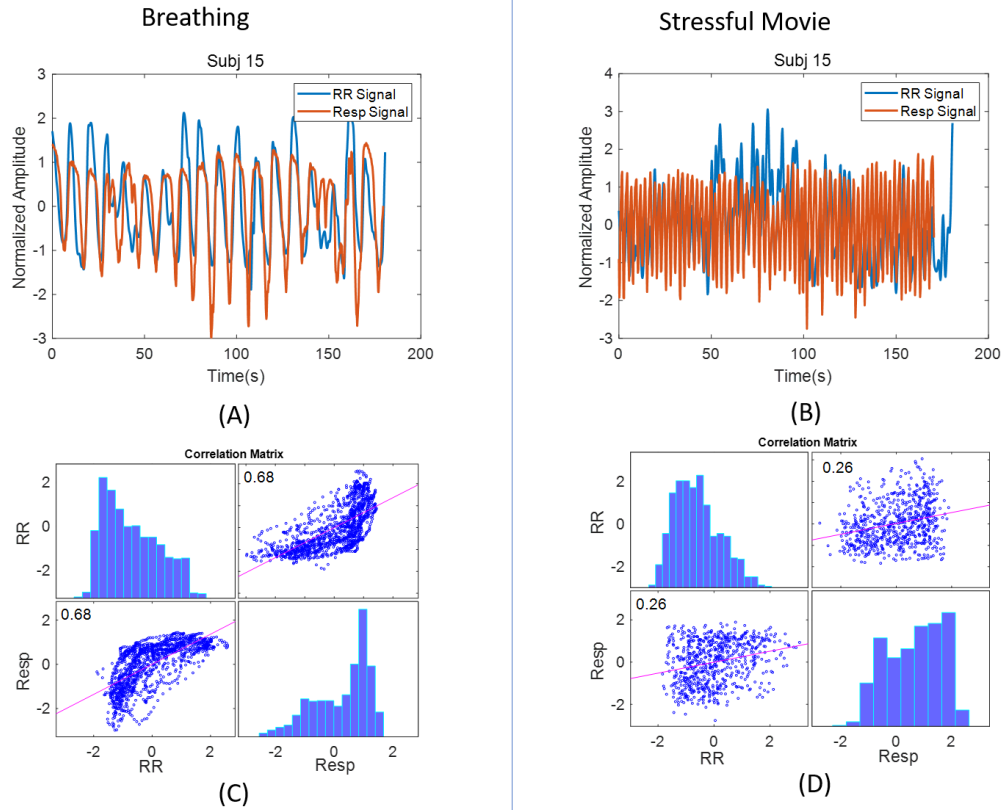 Breathing
Subj 15
RR Signal
Resp Signal
3
2
1
0
-1
-2
-3
Normalized Amplitude
0
50
100
150
200
Time(s)
(A)
Correlation Matrix
0.68
2
0
-2
RR
0.68
2
0
-2
Resp
-2
0
2
RR
-2
0
2
Resp
(C)
Stressful Movie
Subj 15
RR Signal
Resp Signal
4
3
2
1
0
-1
-2
-3
Normalized Amplitude
0
50
100
150
200
Time(s)
(B)
Correlation Matrix
0.26
2
0
-2
RR
0.26
2
0
-2
Resp
-2
0
2
RR
-2
0
2
Resp
(D)